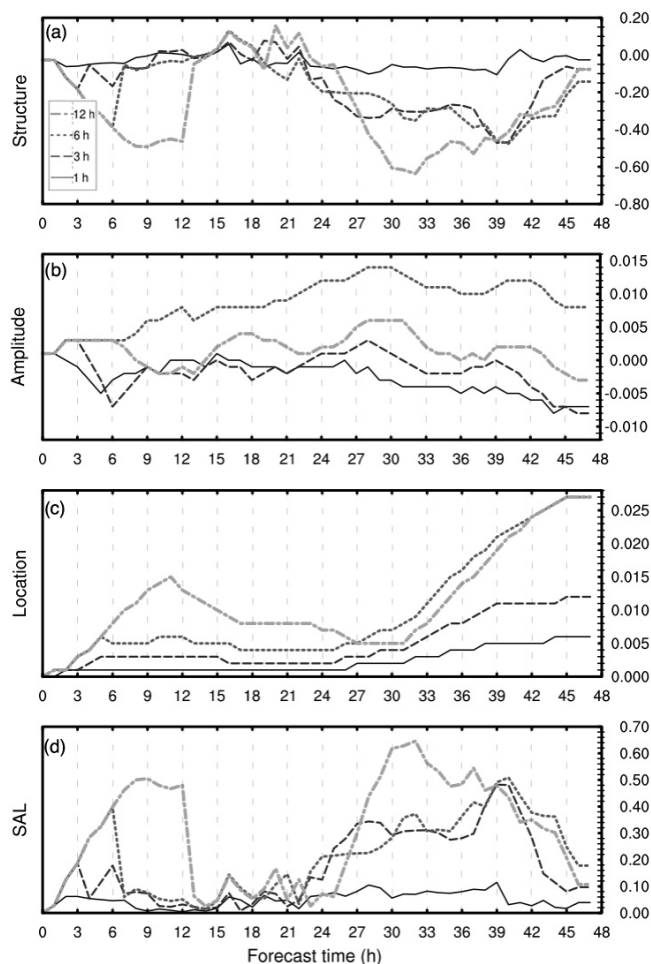 (a)
0.20
0.00
-0.20
-0.40
-0.60
-0.80
Structure
12 h
6 h
3 h
1 h
0 3 6 9 12 15 18 21 24 27 30 33 36 39 42 45 48
(b)
0.015
0.010
0.005
0.000
-0.005
-0.010
Amplitude
0 3 6 9 12 15 18 21 24 27 30 33 36 39 42 45 48
(c)
0.025
0.020
0.015
0.010
0.005
0.000
Location
0 3 6 9 12 15 18 21 24 27 30 33 36 39 42 45 48
(d)
0.70
0.60
0.50
0.40
0.30
0.20
0.10
0.00
SAL
0 3 6 9 12 15 18 21 24 27 30 33 36 39 42 45 48
Forecast time (h)